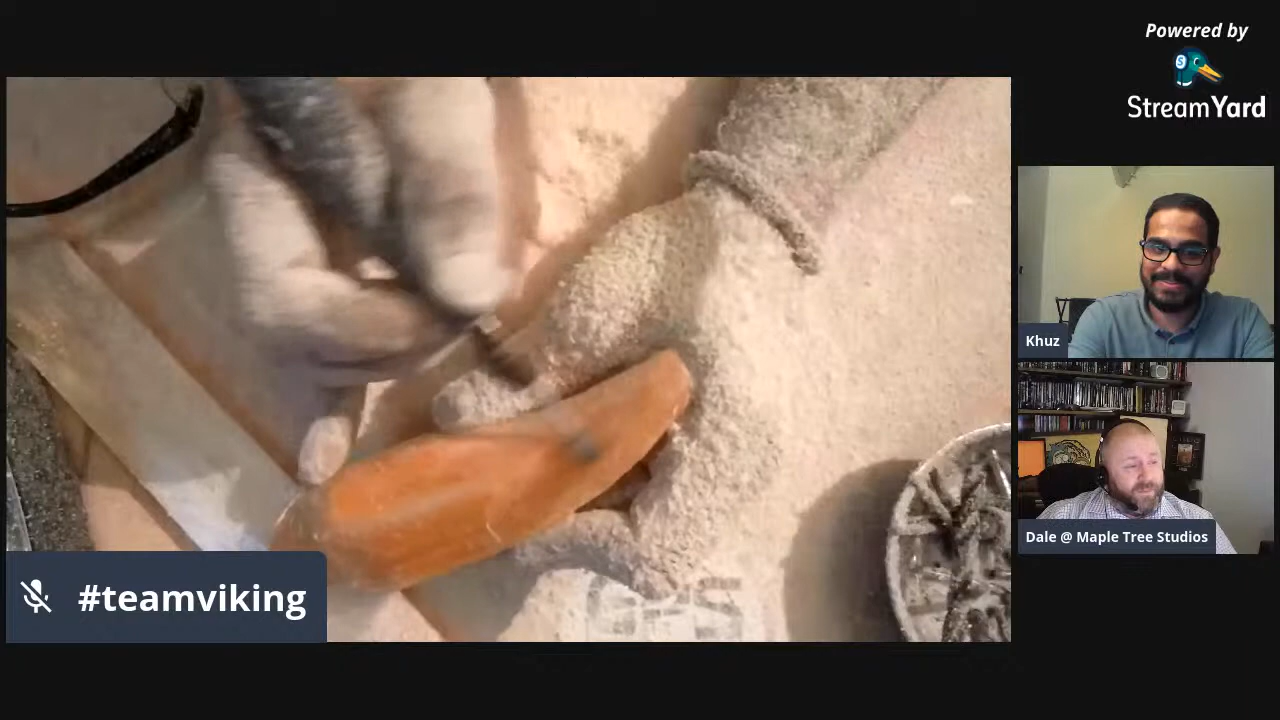 Powered by
StreamYard
Khuz
Dale @ Maple Tree Studios
#teamviking